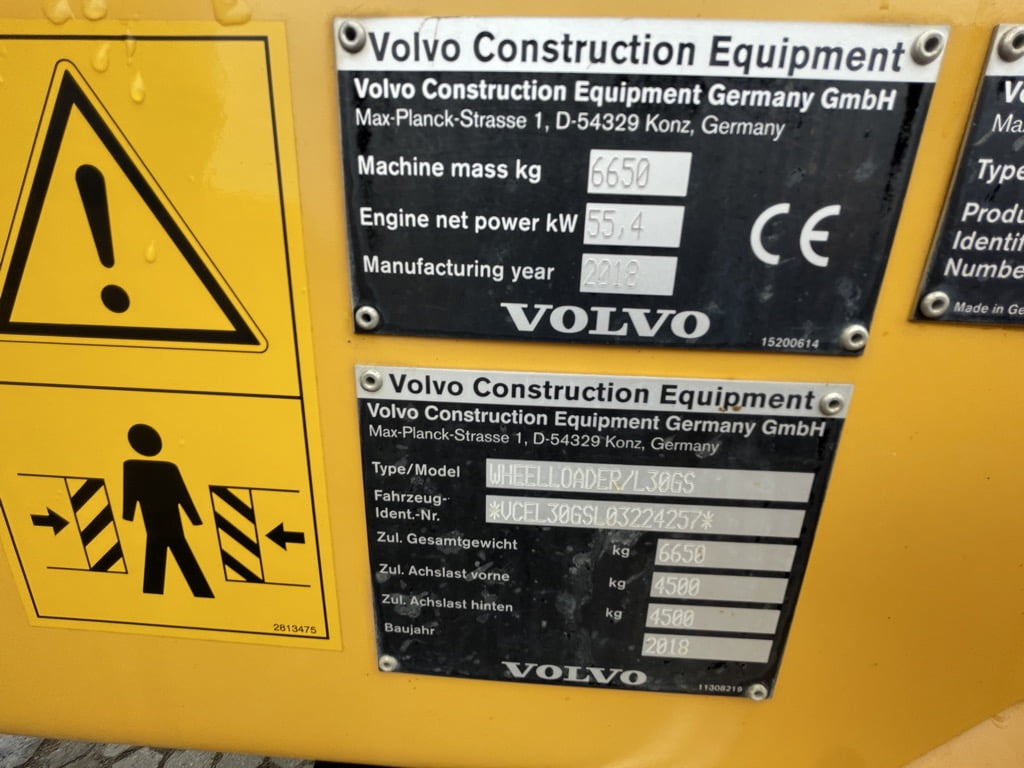 Volvo Construction Equipment
Volvo Construction Equipment Germany GmbH
Max-Planck-Strasse 1, D-54329 Konz, Germany
Machine mass kg 6650
Engine net power kW 55,4
Manufacturing year 2018
CE
VOLVO
15200614
Volvo Construction Equipment
Volvo Construction Equipment Germany GmbH
Max-Planck-Strasse 1, D-54329 Konz, Germany
Type/Model WHEELLOADER/L30GS
Fahrzeug-
Ident.-Nr. *VCEL30GSL03224257*
Zul. Gesamtgewicht kg 6650
Zul. Achslast vorne kg 4500
Zul. Achslast hinten kg 4500
Baujahr 2018
VOLVO
11308219
2813475
Type
Made in Ge